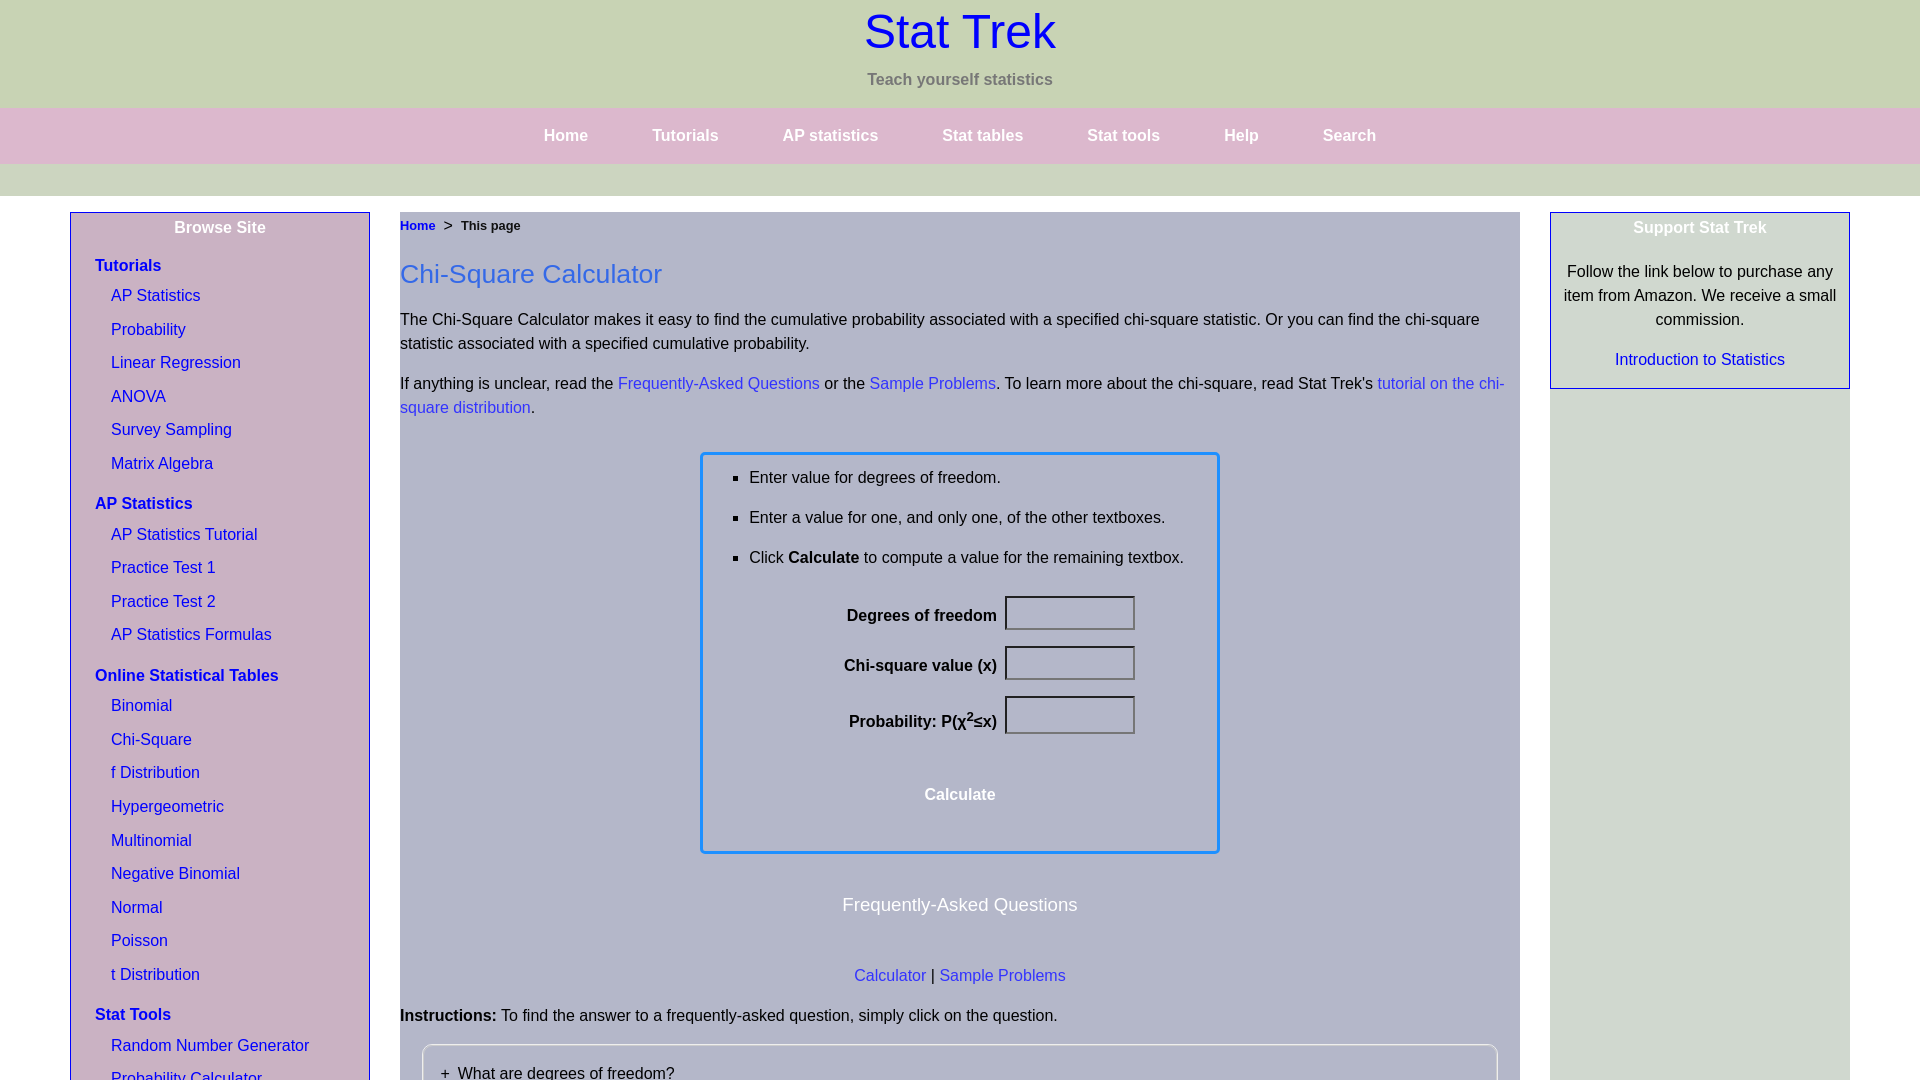 Stat Trek
Teach yourself statistics
Home Tutorials AP statistics Stat tables Stat tools Help Search
Browse Site
Tutorials
AP Statistics
Probability
Linear Regression
ANOVA
Survey Sampling
Matrix Algebra
AP Statistics
AP Statistics Tutorial
Practice Test 1
Practice Test 2
AP Statistics Formulas
Online Statistical Tables
Binomial
Chi-Square
f Distribution
Hypergeometric
Multinomial
Negative Binomial
Normal
Poisson
t Distribution
Stat Tools
Random Number Generator
Probability Calculator
Home > This page
Chi-Square Calculator
The Chi-Square Calculator makes it easy to find the cumulative probability associated with a specified chi-square statistic. Or you can find the chi-square
statistic associated with a specified cumulative probability.
If anything is unclear, read the Frequently-Asked Questions or the Sample Problems. To learn more about the chi-square, read Stat Trek's tutorial on the chi-
square distribution.
▪ Enter value for degrees of freedom.
▪ Enter a value for one, and only one, of the other textboxes.
▪ Click Calculate to compute a value for the remaining textbox.
Degrees of freedom
Chi-square value (x)
Probability: P(χ²≤x)
Calculate
Frequently-Asked Questions
Calculator | Sample Problems
Instructions: To find the answer to a frequently-asked question, simply click on the question.
+ What are degrees of freedom?
Support Stat Trek
Follow the link below to purchase any
item from Amazon. We receive a small
commission.
Introduction to Statistics